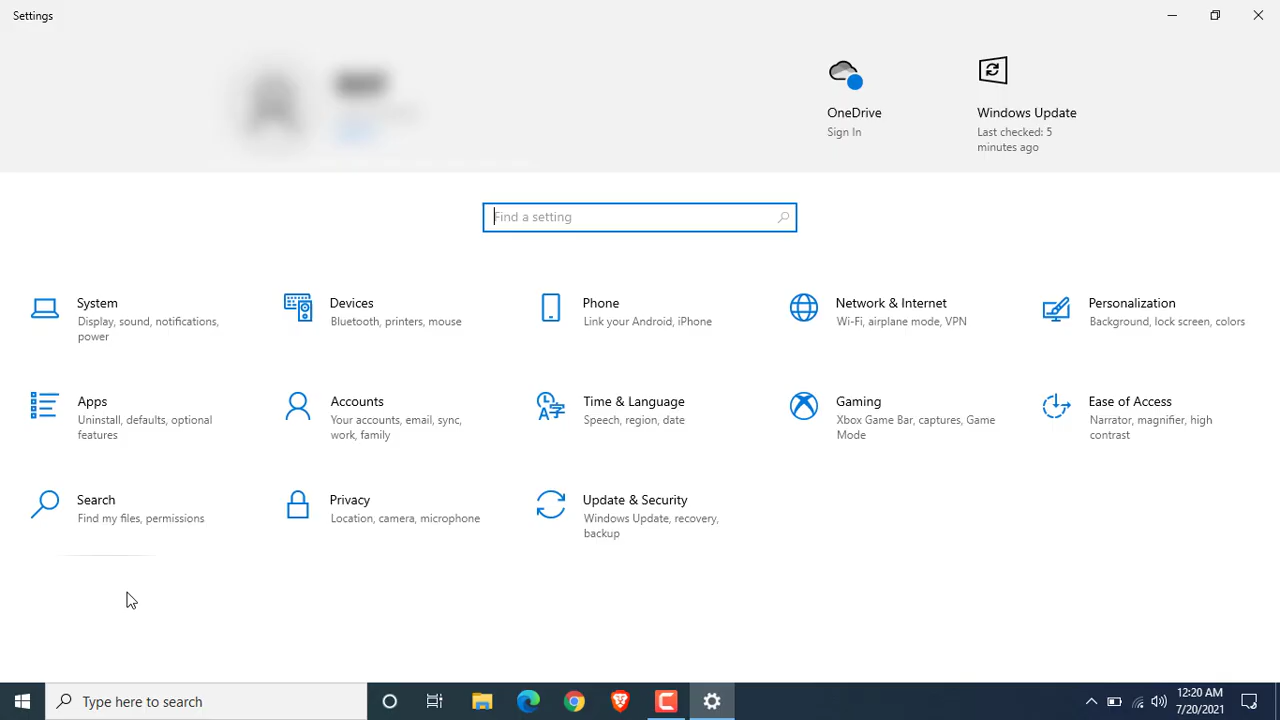 Settings
OneDrive
Sign In
Windows Update
Last checked: 5
minutes ago
Find a setting
System
Display, sound, notifications,
power
Devices
Bluetooth, printers, mouse
Phone
Link your Android, iPhone
Network & Internet
Wi-Fi, airplane mode, VPN
Personalization
Background, lock screen, colors
Apps
Uninstall, defaults, optional
features
Accounts
Your accounts, email, sync,
work, family
Time & Language
Speech, region, date
Gaming
Xbox Game Bar, captures, Game
Mode
Ease of Access
Narrator, magnifier, high
contrast
Search
Find my files, permissions
Privacy
Location, camera, microphone
Update & Security
Windows Update, recovery,
backup
Type here to search
12:20 AM
7/20/2021